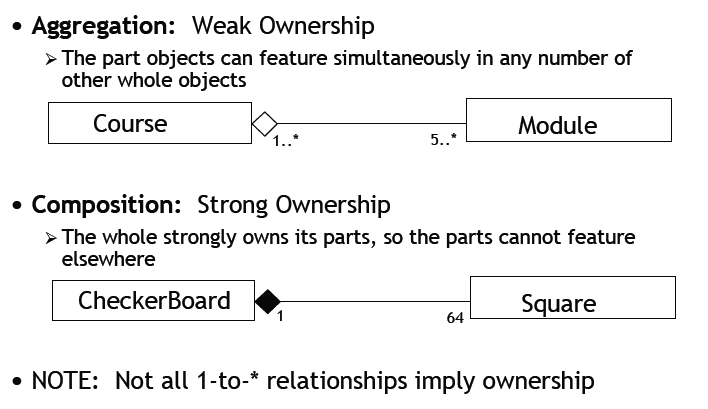 • Aggregation: Weak Ownership
➢ The part objects can feature simultaneously in any number of
other whole objects
Course Module
1..* 5..*
• Composition: Strong Ownership
➢ The whole strongly owns its parts, so the parts cannot feature
elsewhere
CheckerBoard Square
1 64
• NOTE: Not all 1-to-* relationships imply ownership